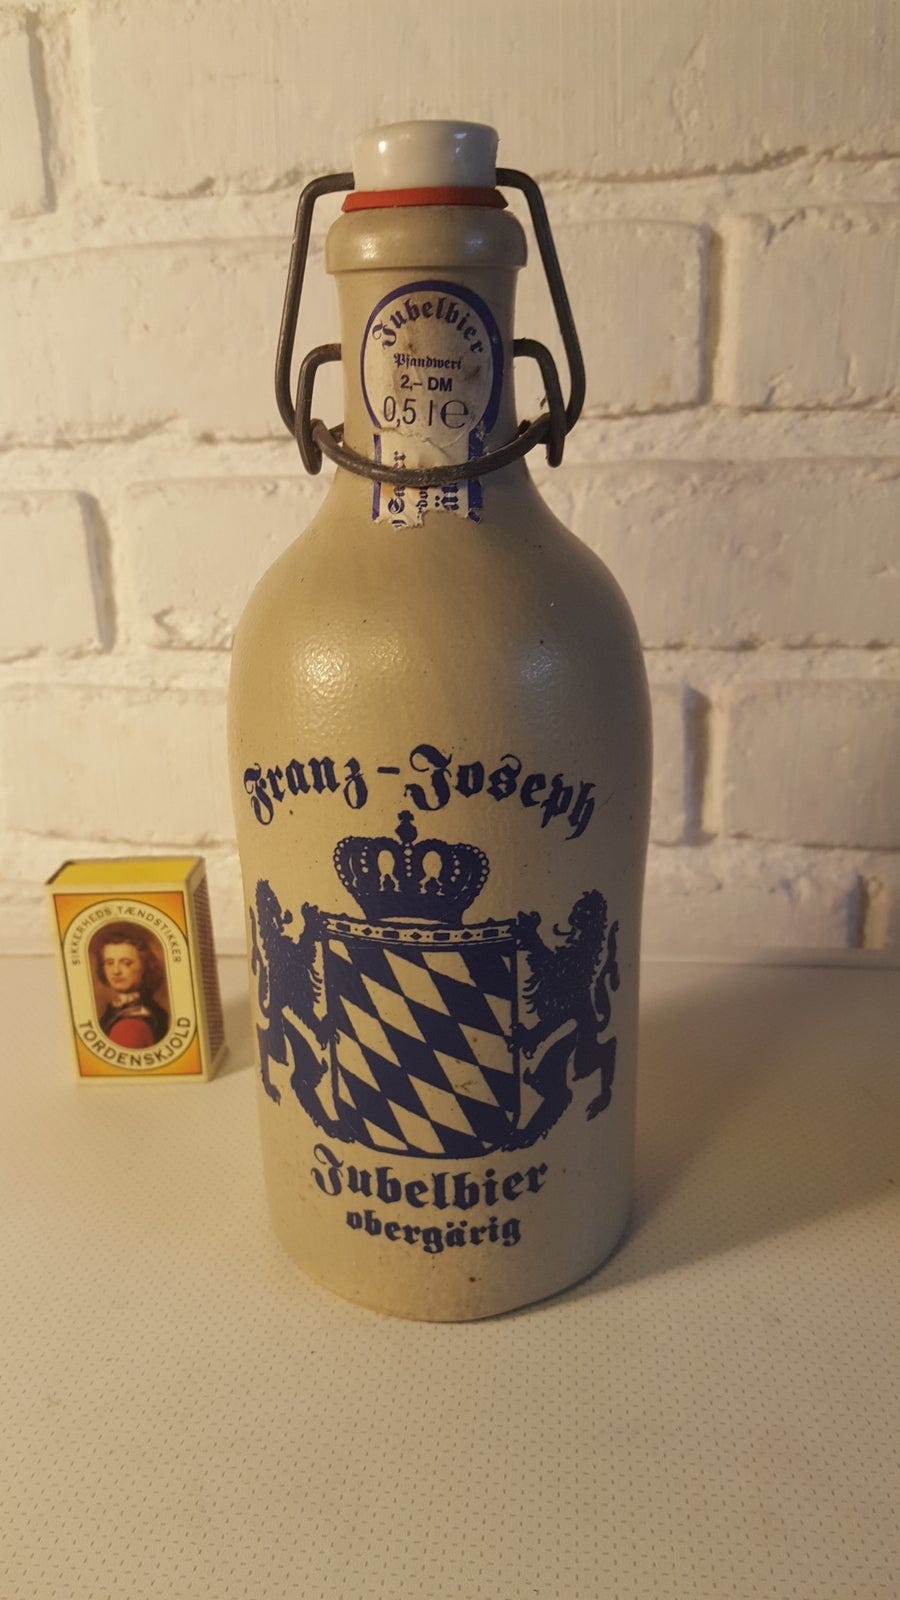 Jubelbier
Pfandwert
2,- DM
0,5 l e
Franz-Joseph
Jubelbier
obergärig
SIKKERHEDS TÆNDSTIKKER
TORDENSKJOLD